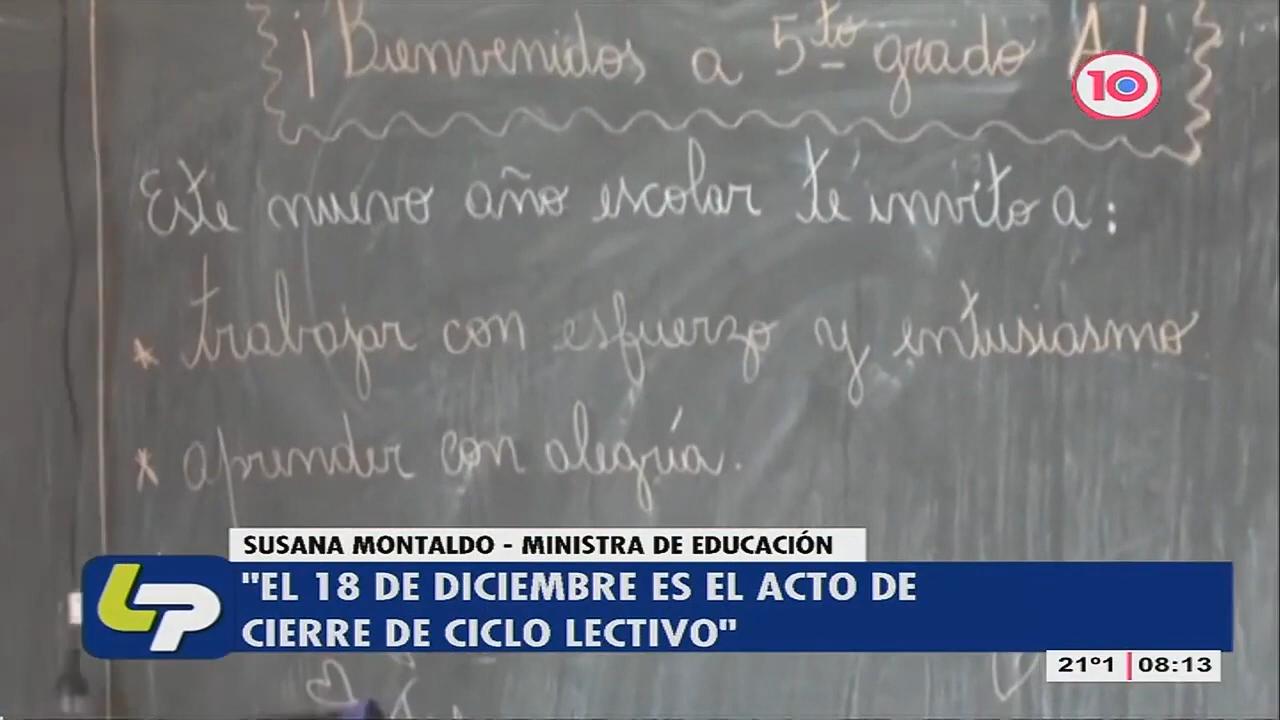 ¡Bienvenidos a 5to grado A!
10
Este nuevo año escolar te invito a:
* trabajar con esfuerzo y entusiasmo
* aprender con alegría.
SUSANA MONTALDO - MINISTRA DE EDUCACIÓN
LP
"EL 18 DE DICIEMBRE ES EL ACTO DE
CIERRE DE CICLO LECTIVO"
21°1 | 08:13